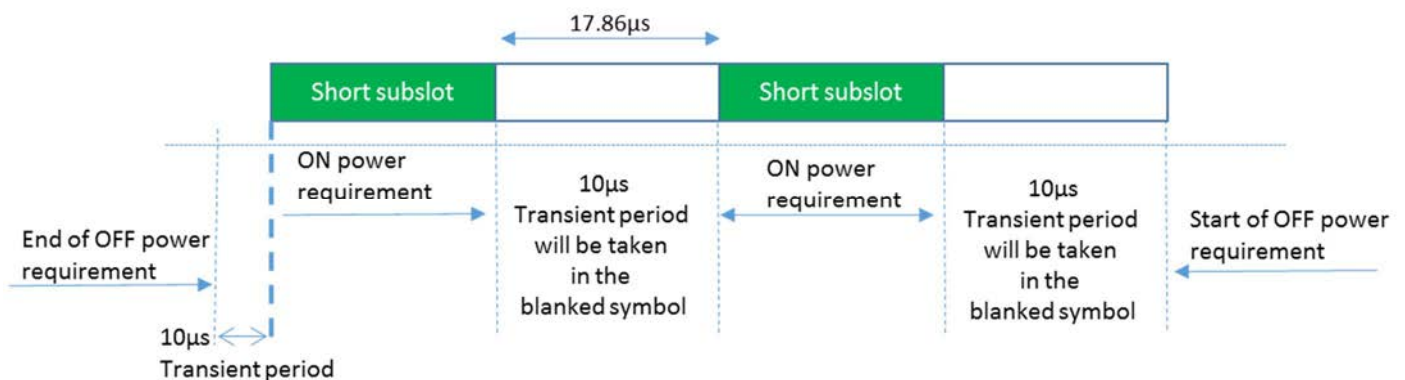 17.86µs
Short subslot
Short subslot
ON power
requirement
10µs
Transient period
will be taken
in the
blanked symbol
ON power
requirement
10µs
Transient period
will be taken
in the
blanked symbol
End of OFF power
requirement
Start of OFF power
requirement
10µs
Transient period